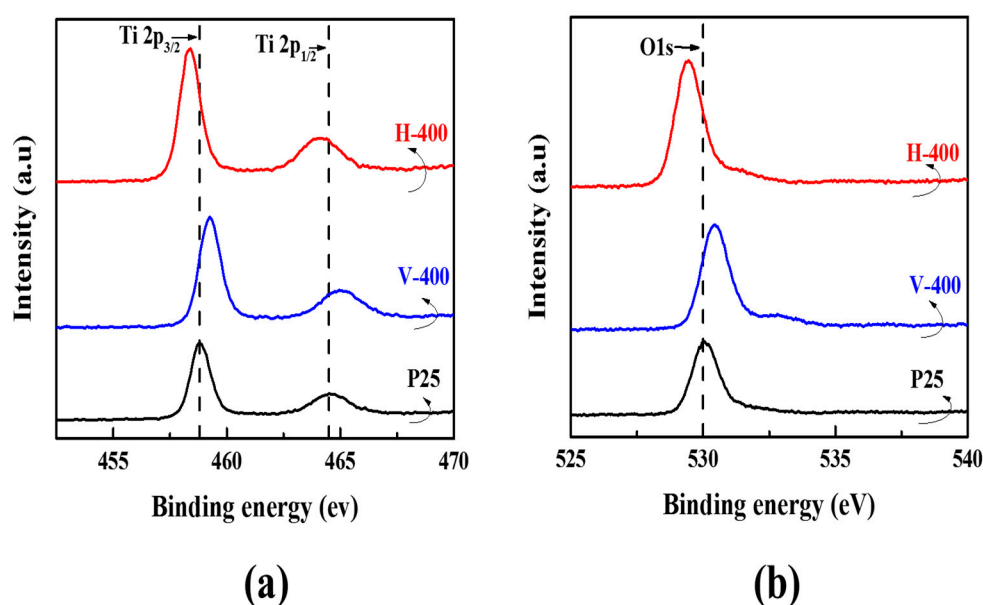 Ti 2p3/2
Ti 2p1/2
H-400
V-400
P25
Intensity (a.u)
455 460 465 470
Binding energy (ev)
(a)
O1s
H-400
V-400
P25
Intensity (a.u)
525 530 535 540
Binding energy (eV)
(b)